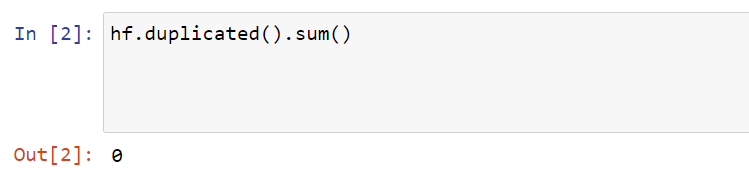 In [2]: hf.duplicated().sum()
Out[2]: 0